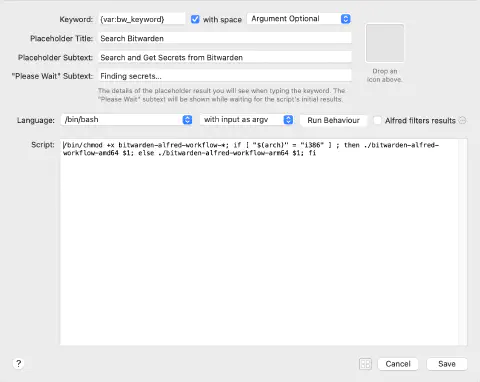 Keyword: {var:bw_keyword} with space Argument Optional
Placeholder Title: Search Bitwarden
Placeholder Subtext: Search and Get Secrets from Bitwarden
"Please Wait" Subtext: Finding secrets...
Drop an
icon above.
The details of the placeholder result you will see when typing the keyword. The
"Please Wait" subtext will be shown while waiting for the script's initial results.
Language: /bin/bash with input as argv Run Behaviour Alfred filters results
Script: /bin/chmod +x bitwarden-alfred-workflow-*; if [ "$(arch)" = "i386" ] ; then ./bitwarden-alfred-
workflow-amd64 $1; else ./bitwarden-alfred-workflow-arm64 $1; fi
? Cancel Save